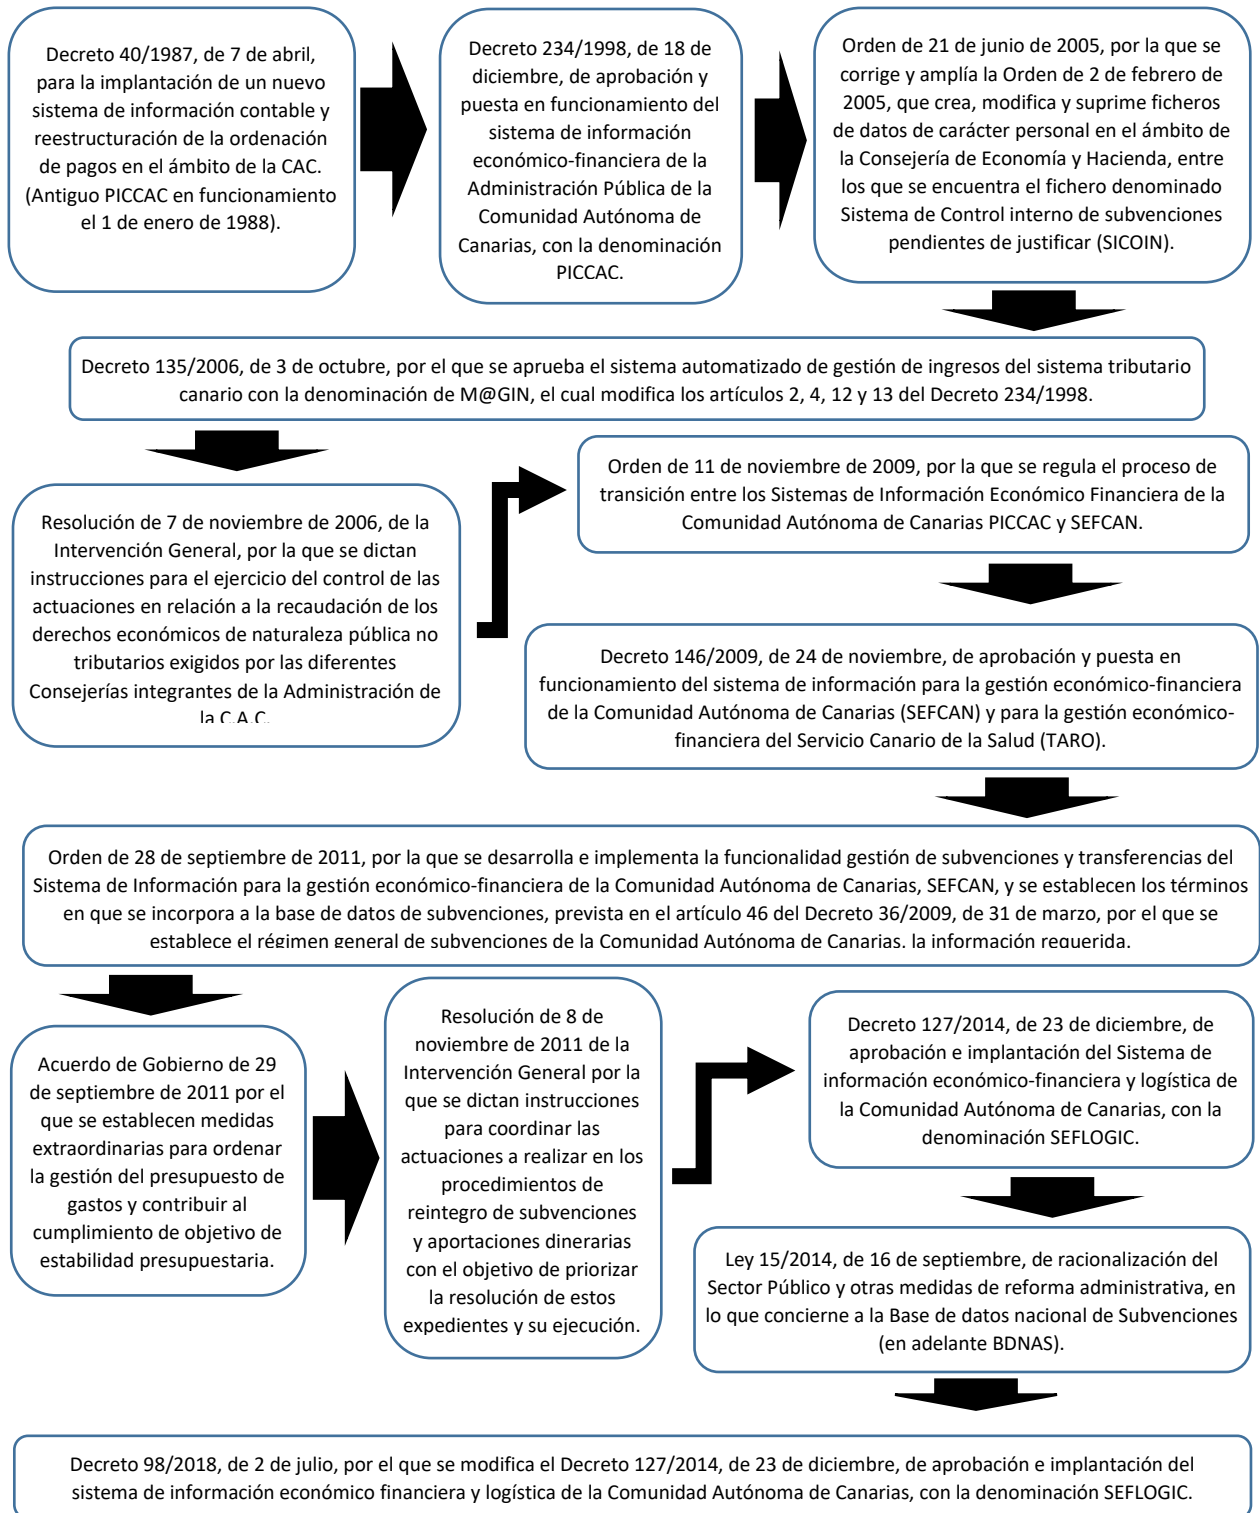 Decreto 40/1987, de 7 de abril,
para la implantación de un nuevo
sistema de información contable y
reestructuración de la ordenación
de pagos en el ámbito de la CAC.
(Antiguo PICCAC en funcionamiento
el 1 de enero de 1988).
Decreto 234/1998, de 18 de
diciembre, de aprobación y
puesta en funcionamiento del
sistema de información
económico-financiera de la
Administración Pública de la
Comunidad Autónoma de
Canarias, con la denominación
PICCAC.
Orden de 21 de junio de 2005, por la que se
corrige y amplía la Orden de 2 de febrero de
2005, que crea, modifica y suprime ficheros
de datos de carácter personal en el ámbito de
la Consejería de Economía y Hacienda, entre
los que se encuentra el fichero denominado
Sistema de Control interno de subvenciones
pendientes de justificar (SICOIN).
Decreto 135/2006, de 3 de octubre, por el que se aprueba el sistema automatizado de gestión de ingresos del sistema tributario
canario con la denominación de M@GIN, el cual modifica los artículos 2, 4, 12 y 13 del Decreto 234/1998.
Resolución de 7 de noviembre de 2006, de la
Intervención General, por la que se dictan
instrucciones para el ejercicio del control de las
actuaciones en relación a la recaudación de los
derechos económicos de naturaleza pública no
tributarios exigidos por las diferentes
Consejerías integrantes de la Administración de
la C.A.C.
Orden de 11 de noviembre de 2009, por la que se regula el proceso de
transición entre los Sistemas de Información Económico Financiera de la
Comunidad Autónoma de Canarias PICCAC y SEFCAN.
Decreto 146/2009, de 24 de noviembre, de aprobación y puesta en
funcionamiento del sistema de información para la gestión económico-financiera
de la Comunidad Autónoma de Canarias (SEFCAN) y para la gestión económico-
financiera del Servicio Canario de la Salud (TARO).
Orden de 28 de septiembre de 2011, por la que se desarrolla e implementa la funcionalidad gestión de subvenciones y transferencias del
Sistema de Información para la gestión económico-financiera de la Comunidad Autónoma de Canarias, SEFCAN, y se establecen los términos
en que se incorpora a la base de datos de subvenciones, prevista en el artículo 46 del Decreto 36/2009, de 31 de marzo, por el que se
establece el régimen general de subvenciones de la Comunidad Autónoma de Canarias, la información requerida.
Acuerdo de Gobierno de 29
de septiembre de 2011 por el
que se establecen medidas
extraordinarias para ordenar
la gestión del presupuesto de
gastos y contribuir al
cumplimiento de objetivo de
estabilidad presupuestaria.
Resolución de 8 de
noviembre de 2011 de la
Intervención General por la
que se dictan instrucciones
para coordinar las
actuaciones a realizar en los
procedimientos de
reintegro de subvenciones
y aportaciones dinerarias
con el objetivo de priorizar
la resolución de estos
expedientes y su ejecución.
Decreto 127/2014, de 23 de diciembre, de
aprobación e implantación del Sistema de
información económico-financiera y logística de
la Comunidad Autónoma de Canarias, con la
denominación SEFLOGIC.
Ley 15/2014, de 16 de septiembre, de racionalización del
Sector Público y otras medidas de reforma administrativa, en
lo que concierne a la Base de datos nacional de Subvenciones
(en adelante BDNAS).
Decreto 98/2018, de 2 de julio, por el que se modifica el Decreto 127/2014, de 23 de diciembre, de aprobación e implantación del
sistema de información económico financiera y logística de la Comunidad Autónoma de Canarias, con la denominación SEFLOGIC.